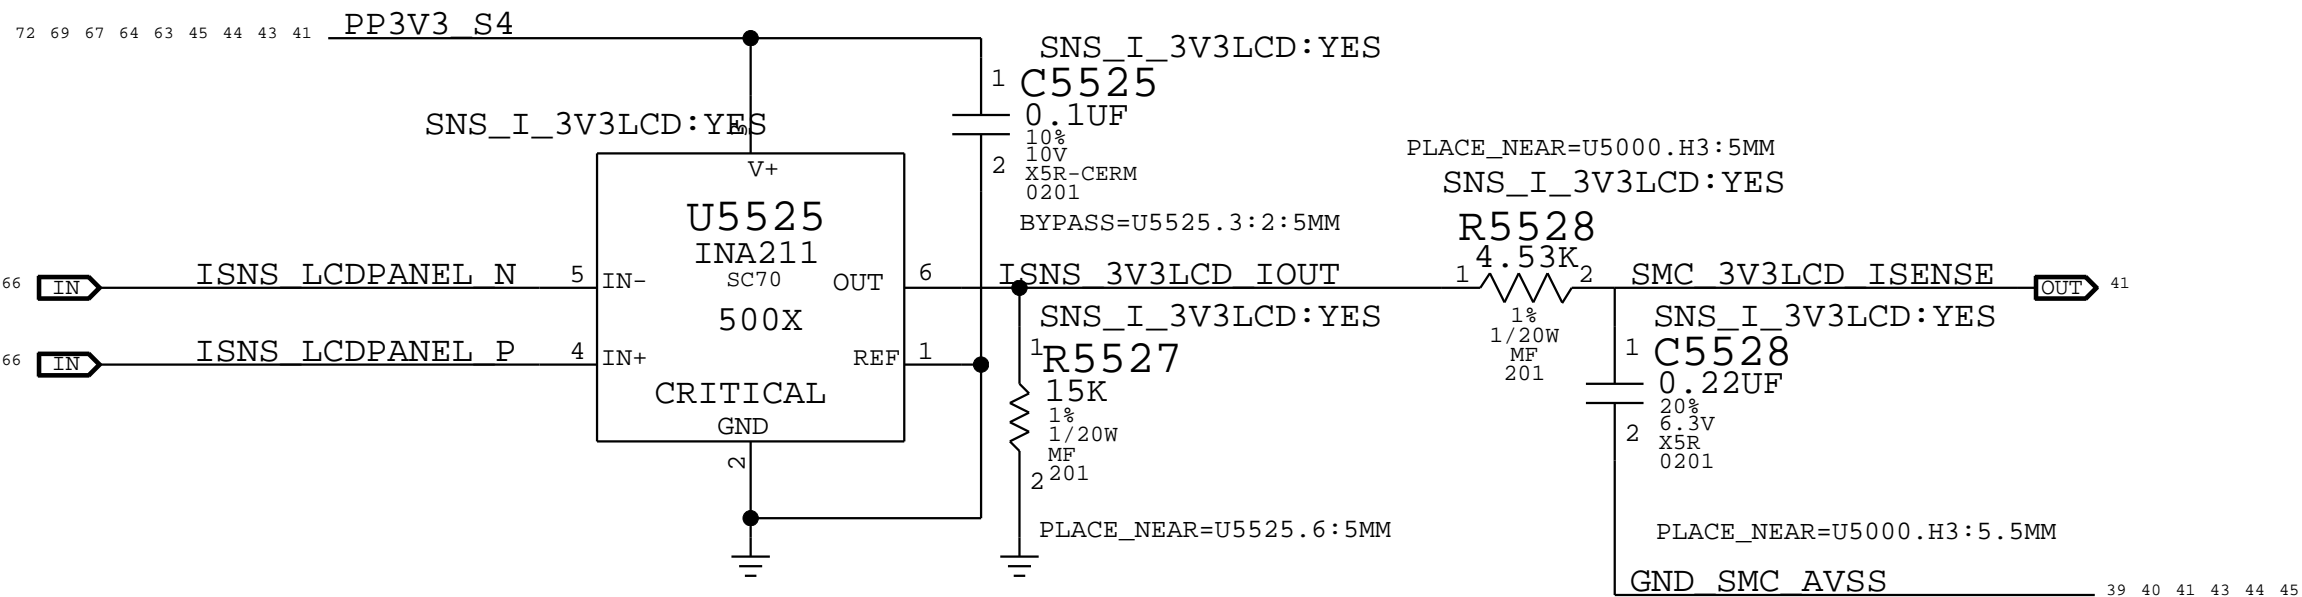 72 69 67 64 63 45 44 43 41
PP3V3_S4
SNS_I_3V3LCD:YES
1
C5525
0.1UF
10%
10V
X5R-CERM
0201
2
BYPASS=U5525.3:2:5MM
SNS_I_3V3LCD:YES
3
V+
U5525
INA211
SC70
500X
CRITICAL
GND
2
66
IN
ISNS_LCDPANEL_N
5
IN-
66
IN
ISNS_LCDPANEL_P
4
IN+
OUT
6
REF
1
ISNS_3V3LCD_IOUT
SNS_I_3V3LCD:YES
1
R5527
15K
1%
1/20W
MF
201
2
PLACE_NEAR=U5525.6:5MM
PLACE_NEAR=U5000.H3:5MM
SNS_I_3V3LCD:YES
R5528
4.53K
1
2
1%
1/20W
MF
201
SMC_3V3LCD_ISENSE
OUT
41
SNS_I_3V3LCD:YES
1
C5528
0.22UF
20%
6.3V
X5R
0201
2
PLACE_NEAR=U5000.H3:5.5MM
GND_SMC_AVSS
39 40 41 43 44 45